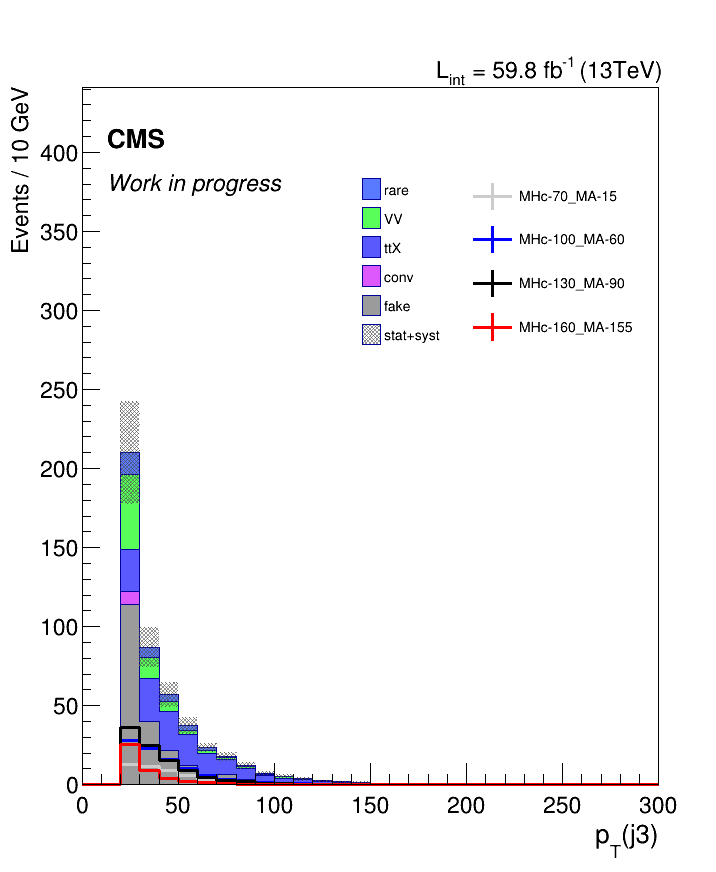 L_int = 59.8 fb^-1 (13TeV)
Events / 10 GeV
CMS
Work in progress
rare
VV
ttX
conv
fake
stat+syst
MHc-70_MA-15
MHc-100_MA-60
MHc-130_MA-90
MHc-160_MA-155
400
350
300
250
200
150
100
50
0
0 50 100 150 200 250 300
p_T(j3)